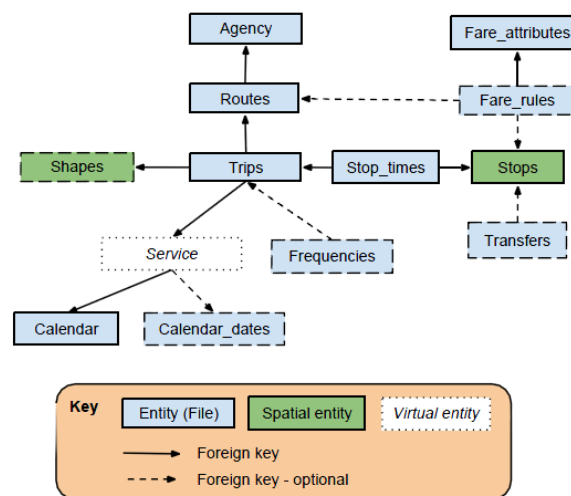 Agency
Fare_attributes
Routes
Fare_rules
Shapes
Trips
Stop_times
Stops
Service
Frequencies
Transfers
Calendar
Calendar_dates
Key
Entity (File)
Spatial entity
Virtual entity
Foreign key
Foreign key - optional